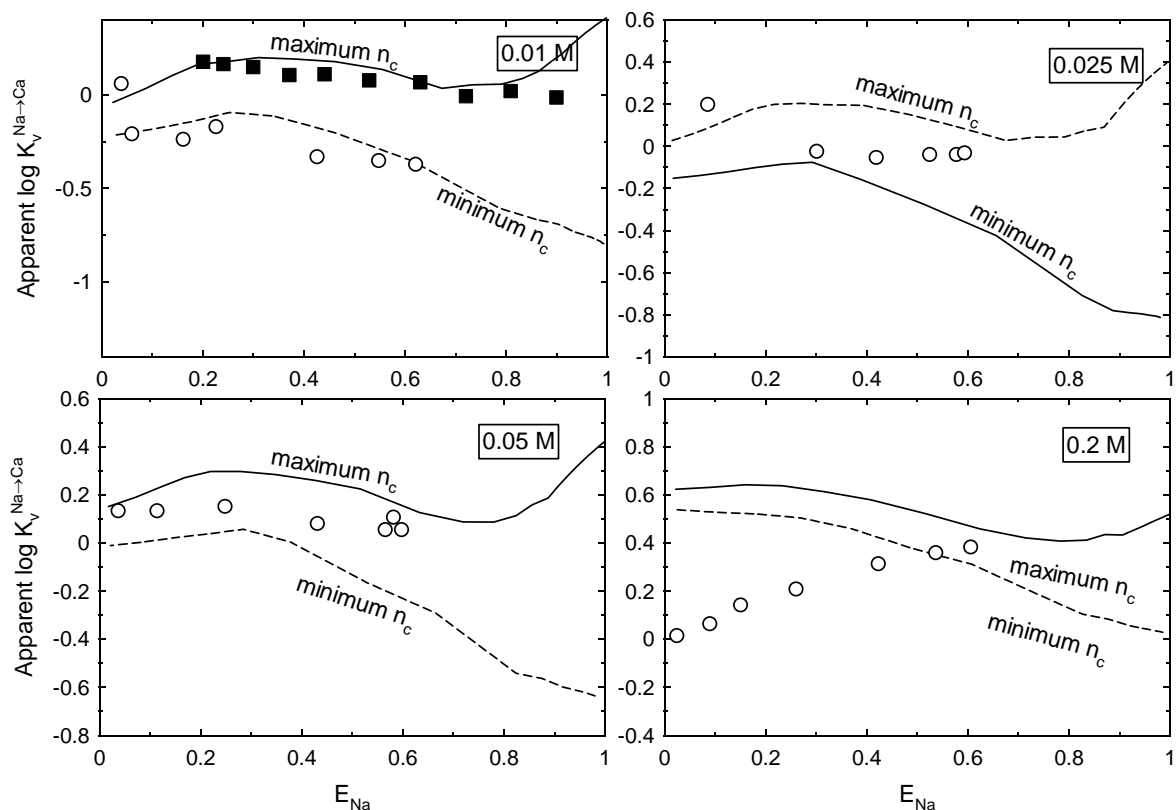 maximum n_c
0.01 M
minimum n_c
Apparent log K_v^{Na→Ca}
0
-0.5
-1
0 0.2 0.4 0.6 0.8 1
0.6
0.4
0.2
0
-0.2
-0.4
-0.6
-0.8
-1
0.025 M
maximum n_c
minimum n_c
0 0.2 0.4 0.6 0.8 1
Apparent log K_v^{Na→Ca}
0.6
0.4
0.2
0
-0.2
-0.4
-0.6
-0.8
0.05 M
maximum n_c
minimum n_c
0 0.2 0.4 0.6 0.8 1
E_Na
1
0.8
0.6
0.4
0.2
0
-0.2
-0.4
0.2 M
maximum n_c
minimum n_c
0 0.2 0.4 0.6 0.8 1
E_Na